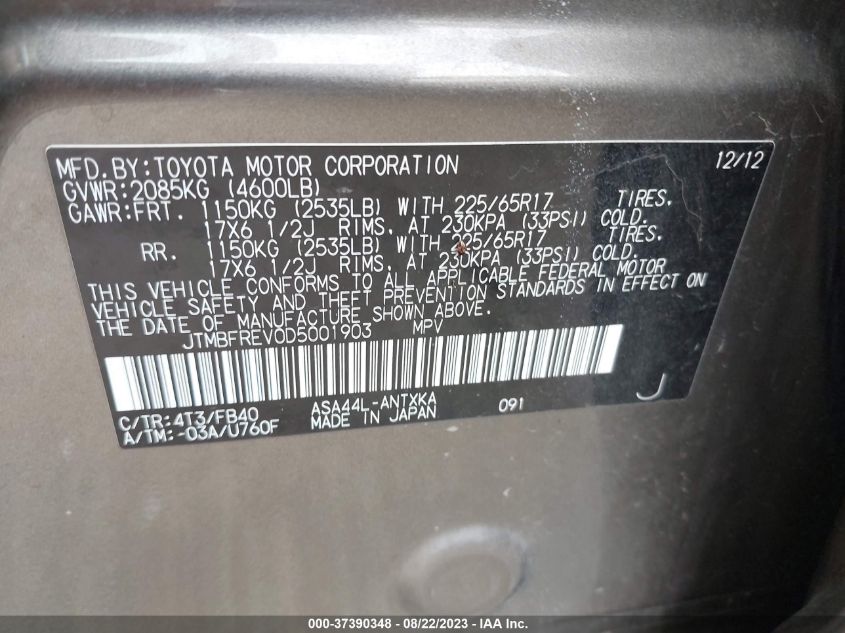 MFD.BY:TOYOTA MOTOR CORPORATION 12/12
GVWR:2085KG (4600LB)
GAWR:FRT. 1150KG (2535LB) WITH 225/65R17 TIRES.
17X6 1/2J RIMS, AT 230KPA (33PSI) COLD.
RR. 1150KG (2535LB) WITH 225/65R17 TIRES.
17X6 1/2J RIMS, AT 230KPA (33PSI) COLD.
THIS VEHICLE CONFORMS TO ALL APPLICABLE FEDERAL MOTOR
VEHICLE SAFETY AND THEFT PREVENTION STANDARDS IN EFFECT ON
THE DATE OF MANUFACTURE SHOWN ABOVE.
JTMBFREV0D5001903 MPV
C/TR:4T3/FB40 ASA44L-ANTXKA 091 J
A/TM:-03A/U760F MADE IN JAPAN
000-37390348 - 08/22/2023 - IAA Inc.